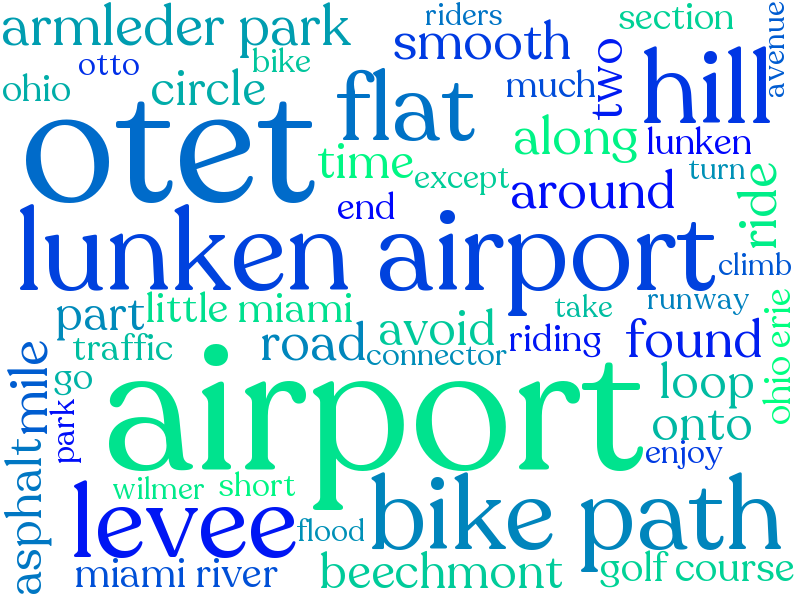 armleder park
riders
section
avenue
smooth
otto
bike
two
hill
ohio
circle
flat
much
otet
along
lunken
time
except
turn
ride
end
around
lunken airport
climb
part
little miami
take
runway
ohio erie
traffic
road
avoid
riding
found
connector
mile
go
airport
loop
park
onto
asphalt
enjoy
wilmer
short
levee
flood
bike path
miami river
beechmont
golf course